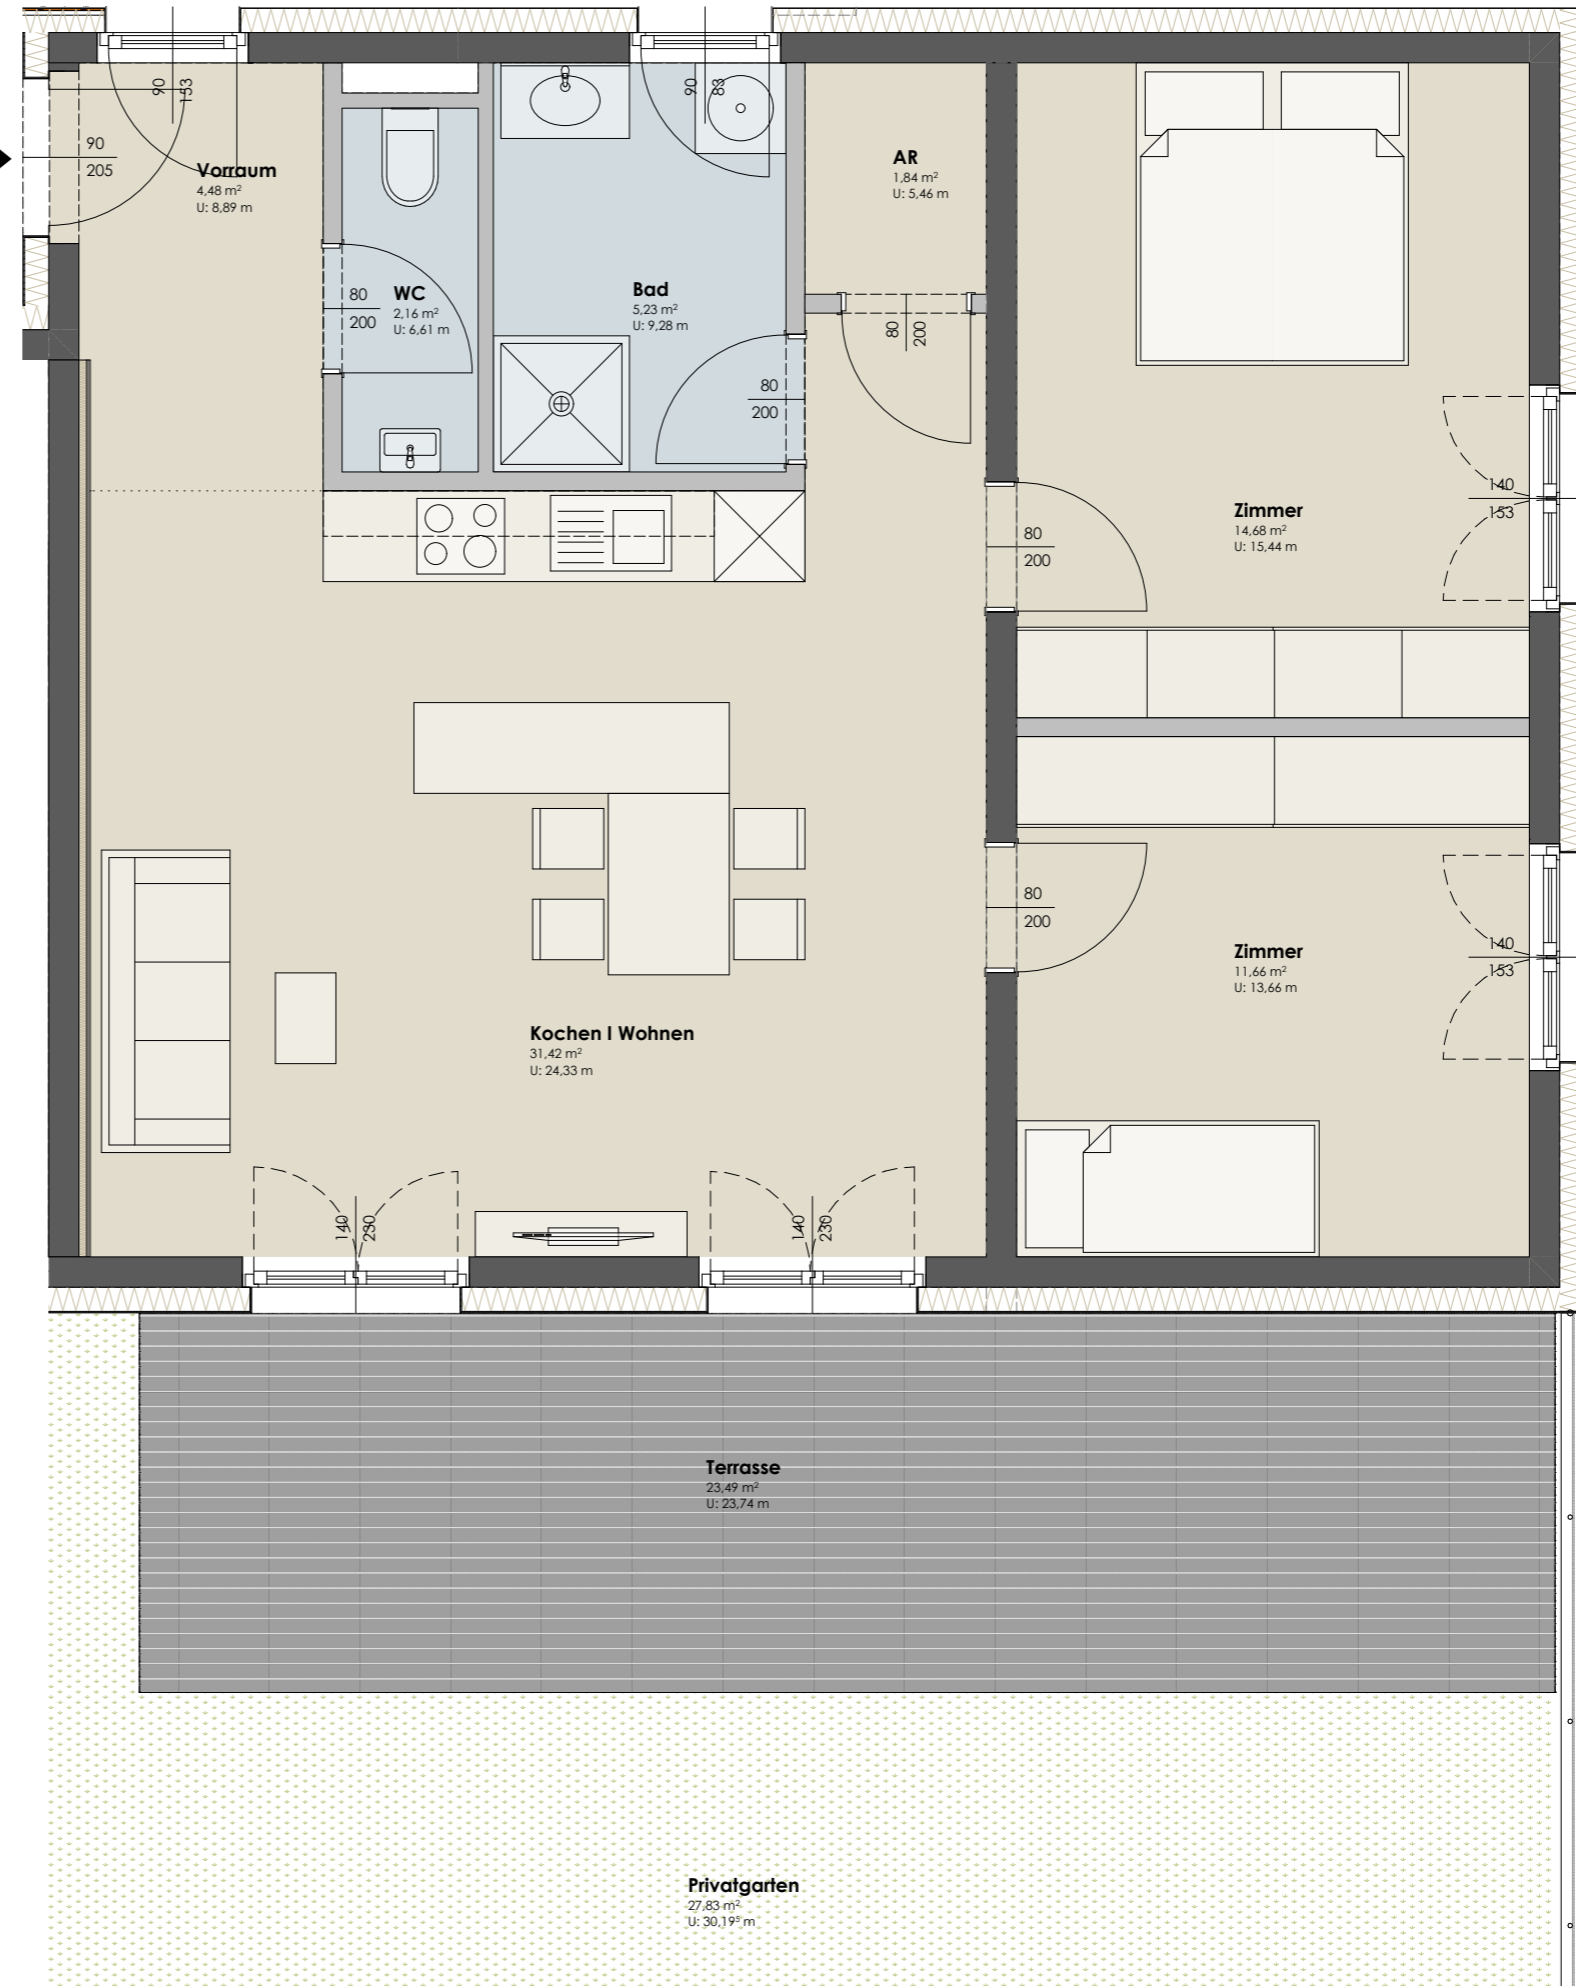 90
153
90
83
90
205
Vorraum
4,48 m²
U: 8,89 m
AR
1,84 m²
U: 5,46 m
80
200
WC
2,16 m²
U: 6,61 m
Bad
5,23 m²
U: 9,28 m
80
200
80
200
Zimmer
14,68 m²
U: 15,44 m
140
153
80
200
80
200
Zimmer
11,66 m²
U: 13,66 m
140
153
Kochen I Wohnen
31,42 m²
U: 24,33 m
140
230
140
230
Terrasse
23,49 m²
U: 23,74 m
Privatgarten
27,83 m²
U: 30,19⁵ m